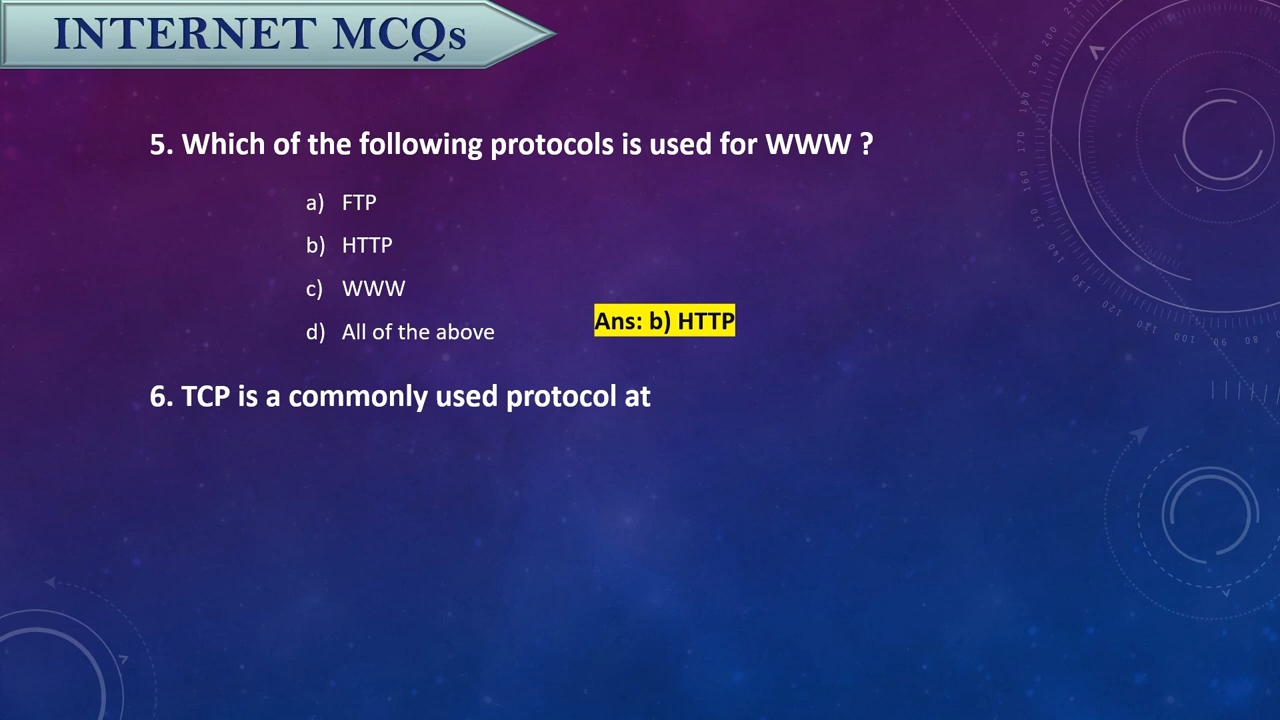 INTERNET MCQs
5. Which of the following protocols is used for WWW ?
a) FTP
b) HTTP
c) WWW
d) All of the above
Ans: b) HTTP
6. TCP is a commonly used protocol at